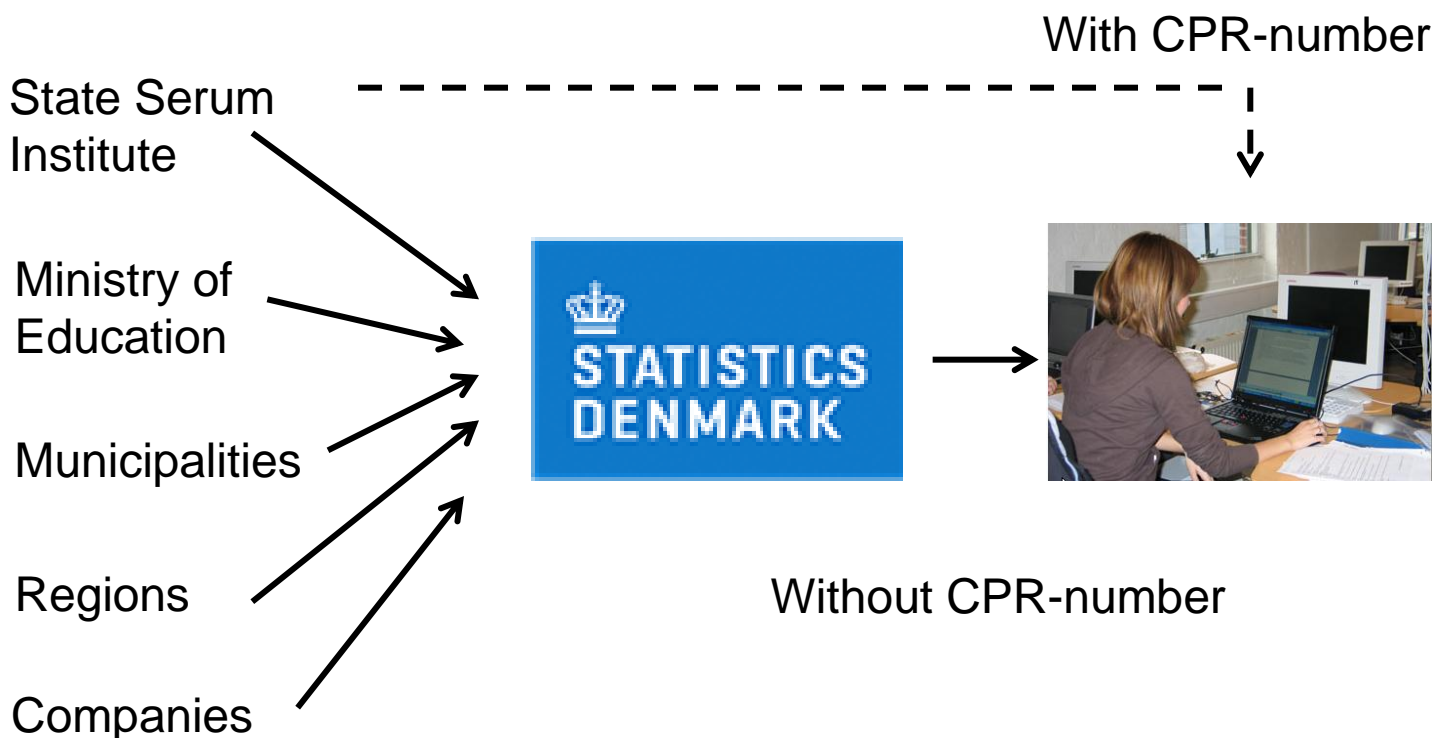 With CPR-number
State Serum
Institute
Ministry of
Education
STATISTICS
DENMARK
Municipalities
Regions
Without CPR-number
Companies